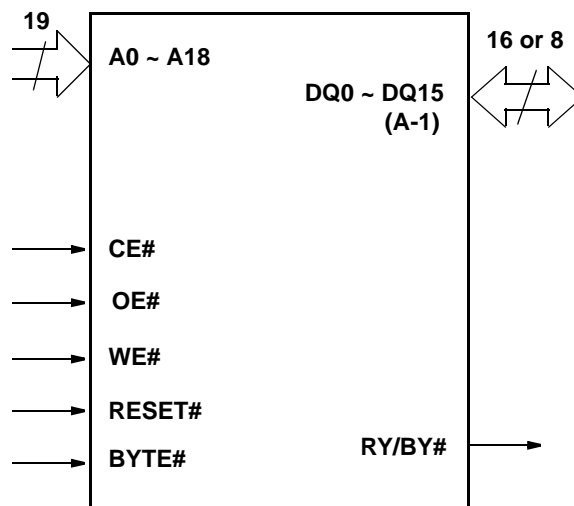 19
16 or 8
A0 ~ A18
DQ0 ~ DQ15
(A-1)
CE#
OE#
WE#
RESET#
RY/BY#
BYTE#